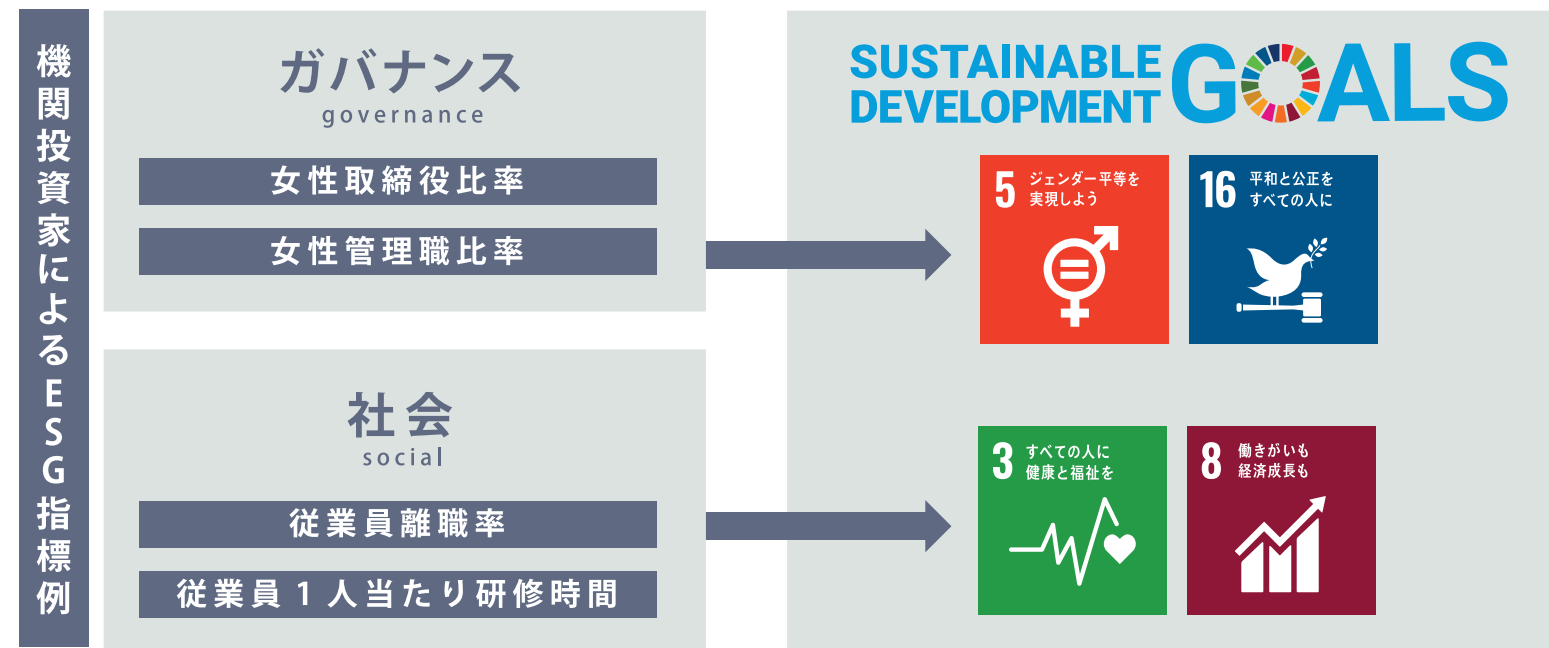 機関投資家によるESG指標例
ガバナンス
governance
女性取締役比率
女性管理職比率
社会
social
従業員離職率
従業員1人当たり研修時間
SUSTAINABLE
DEVELOPMENT
GOALS
5 ジェンダー平等を
実現しよう
16 平和と公正を
すべての人に
3 すべての人に
健康と福祉を
8 働きがいも
経済成長も